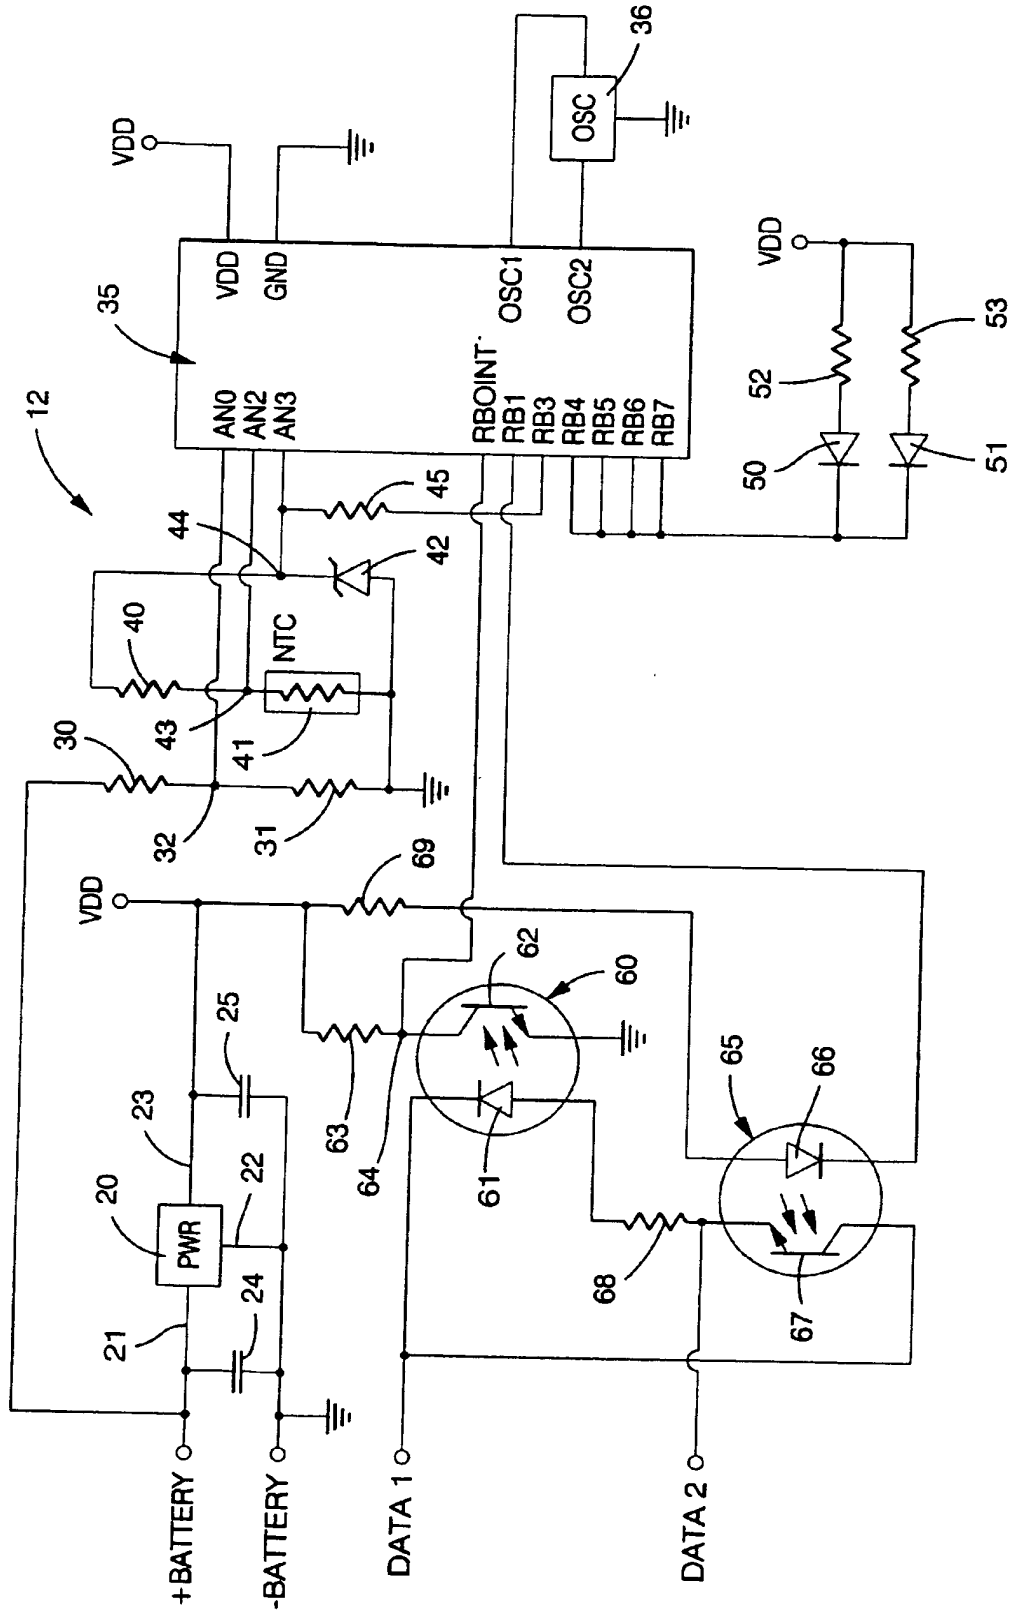 12
+BATTERY
-BATTERY
21
20
PWR
23
22
24
25
VDD
30
32
31
40
43
41
NTC
44
42
45
35
AN0
AN2
AN3
VDD
GND
VDD
RBOINT
RB1
RB3
RB4
RB5
RB6
RB7
OSC1
OSC2
OSC
36
69
63
64
61
62
60
DATA 1
DATA 2
68
67
65
66
VDD
52
50
53
51